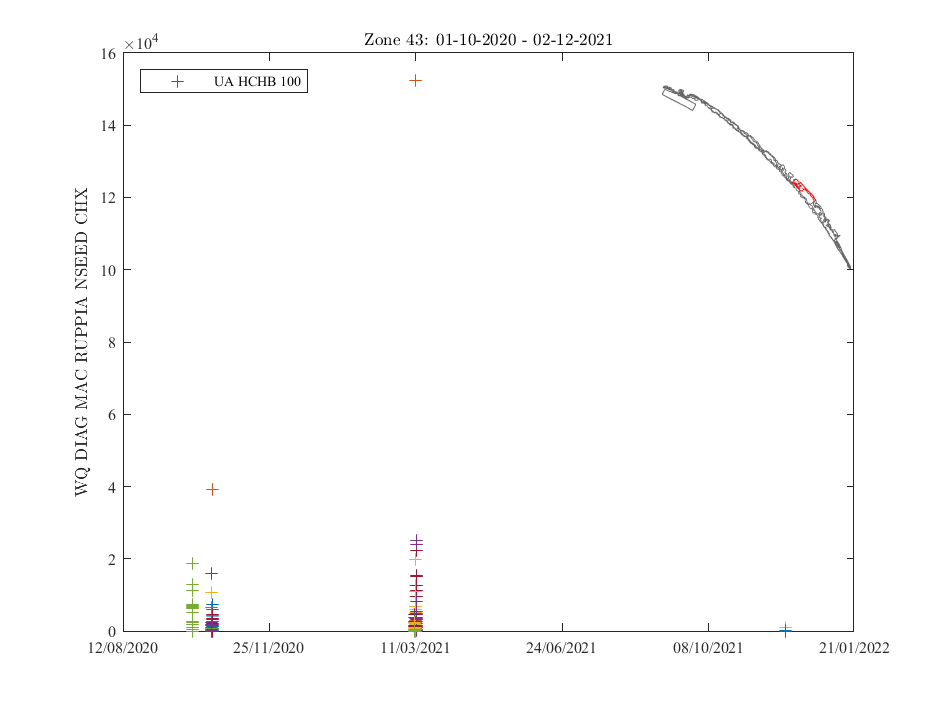 Zone 43: 01-10-2020 - 02-12-2021
×10⁴
16
14
12
10
8
6
4
2
0
WQ DIAG MAC RUPPIA NSEED CHX
UA HCHB 100
12/08/2020 25/11/2020 11/03/2021 24/06/2021 08/10/2021 21/01/2022